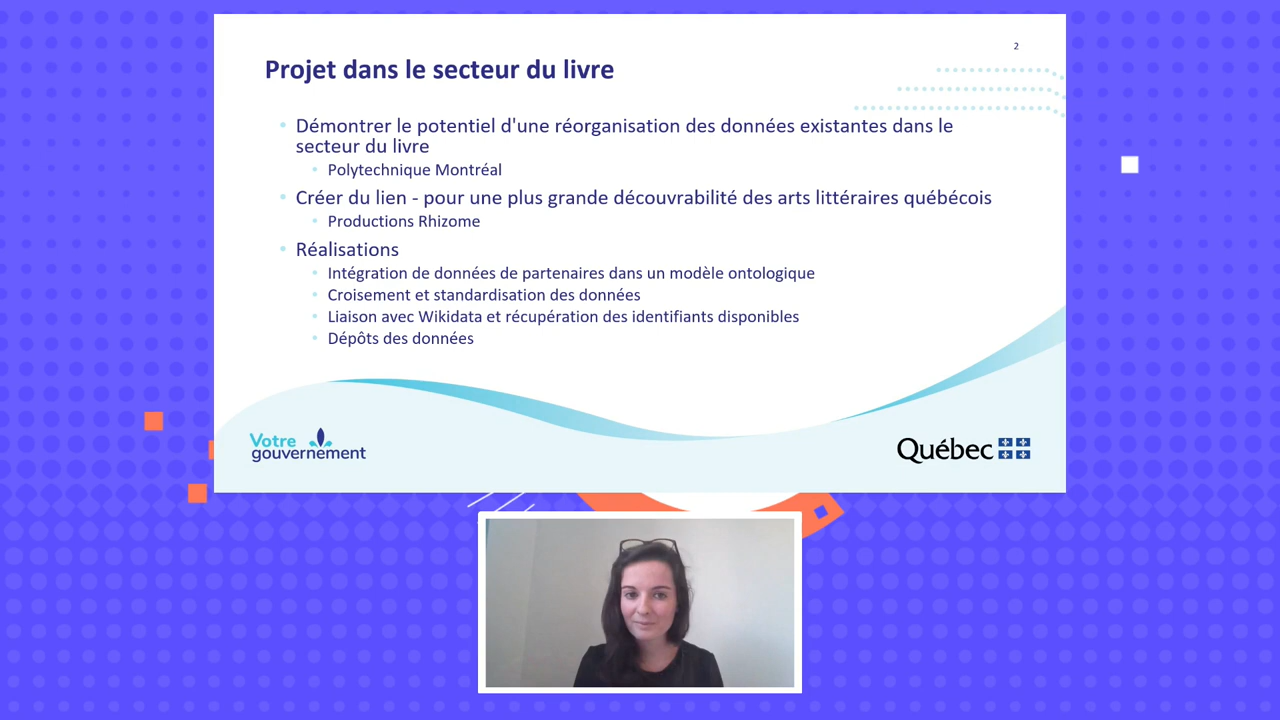 2
Projet dans le secteur du livre
• Démontrer le potentiel d'une réorganisation des données existantes dans le
secteur du livre
• Polytechnique Montréal
• Créer du lien - pour une plus grande découvrabilité des arts littéraires québécois
• Productions Rhizome
• Réalisations
• Intégration de données de partenaires dans un modèle ontologique
• Croisement et standardisation des données
• Liaison avec Wikidata et récupération des identifiants disponibles
• Dépôts des données
Votre
gouvernement
Québec